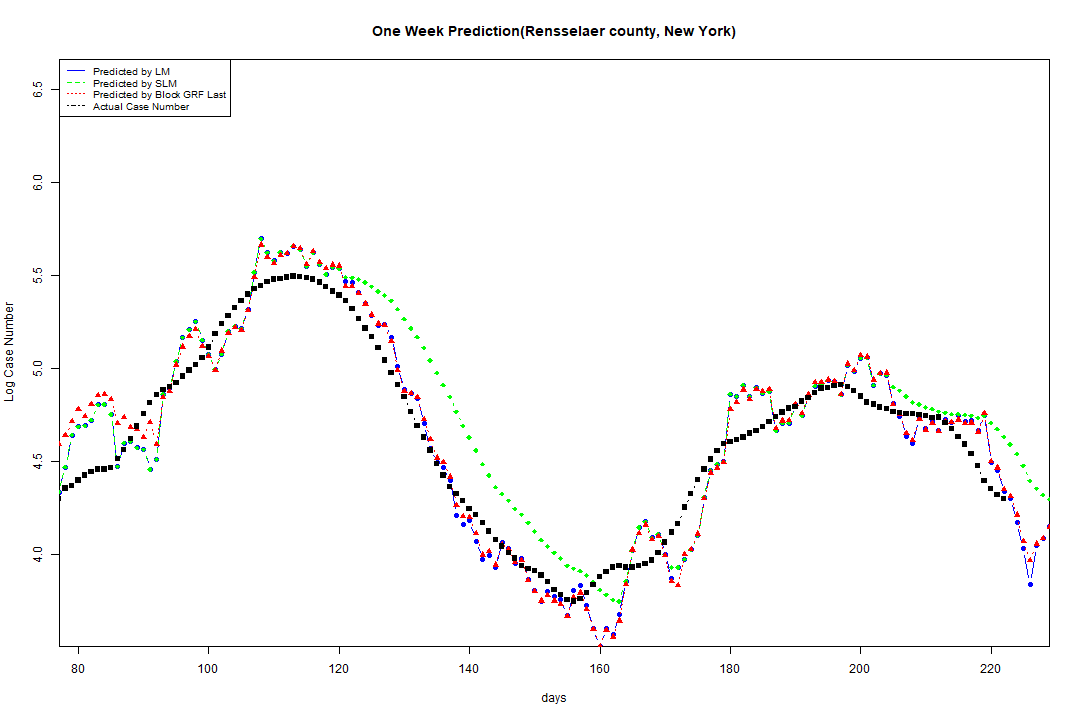 One Week Prediction(Rensselaer county, New York)
Predicted by LM
Predicted by SLM
Predicted by Block GRF Last
Actual Case Number
Log Case Number
6.5
6.0
5.5
5.0
4.5
4.0
80 100 120 140 160 180 200 220
days